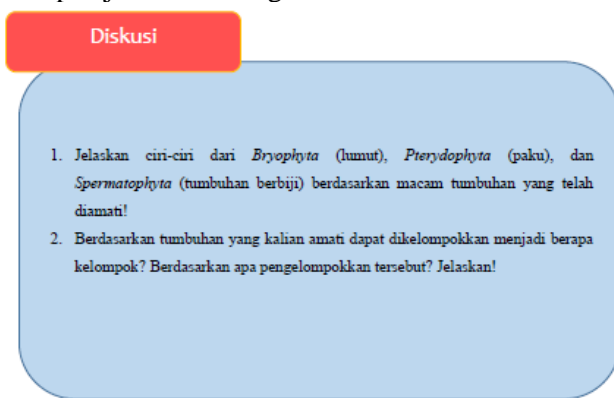 Diskusi
1. Jelaskan ciri-ciri dari Bryophyta (lumut), Pterydophyta (paku), dan
Spermatophyta (tumbuhan berbiji) berdasarkan macam tumbuhan yang telah
diamati!
2. Berdasarkan tumbuhan yang kalian amati dapat dikelompokkan menjadi berapa
kelompok? Berdasarkan apa pengelompokkan tersebut? Jelaskan!